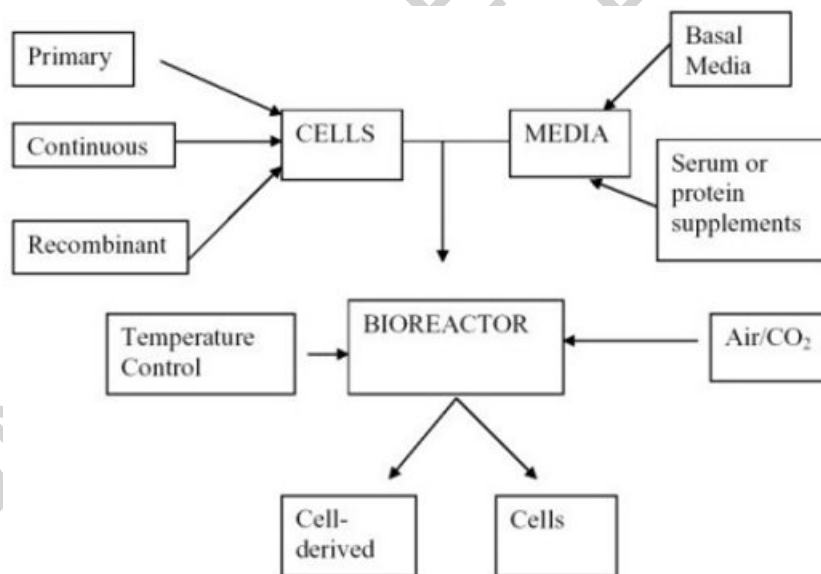 Primary
Continuous
Recombinant
CELLS
MEDIA
Basal
Media
Serum or
protein
supplements
Temperature
Control
BIOREACTOR
Air/CO₂
Cell-
derived
Cells